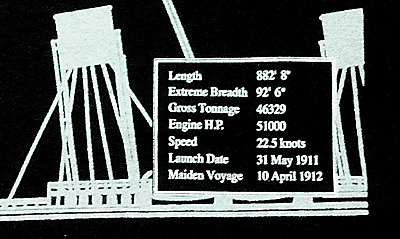 Length 882' 8"
Extreme Breadth 92' 6"
Gross Tonnage 46329
Engine H.P. 51000
Speed 22.5 knots
Launch Date 31 May 1911
Maiden Voyage 10 April 1912